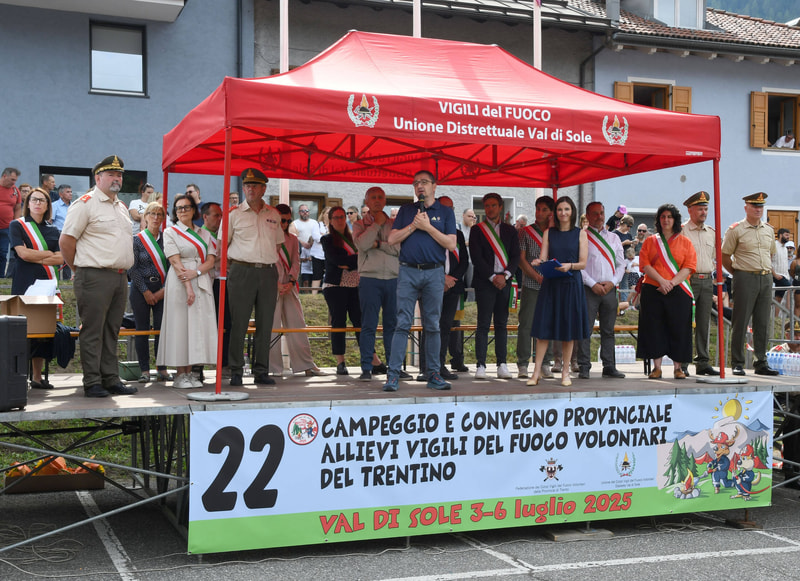 VIGILI del FUOCO
Unione Distrettuale Val di Sole
22
CAMPEGGIO E CONVEGNO PROVINCIALE
ALLIEVI VIGILI DEL FUOCO VOLONTARI
DEL TRENTINO
VAL DI SOLE 3-6 luglio 2025